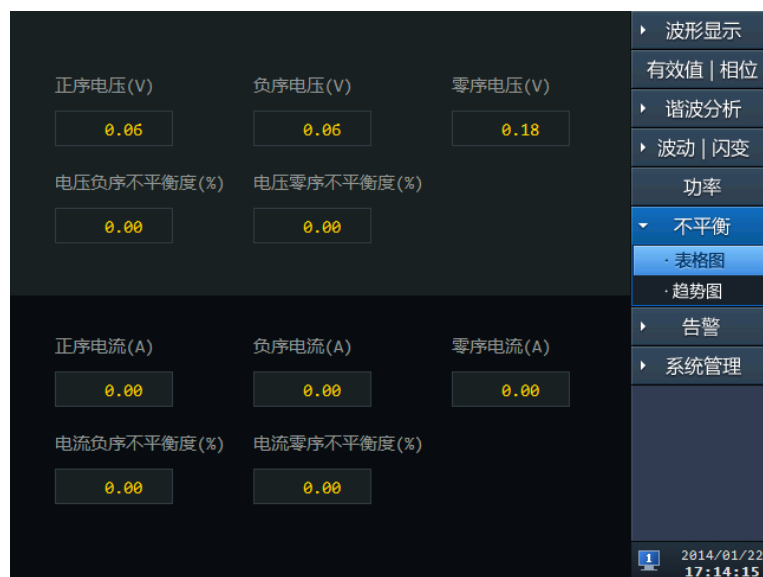 正序电压(V) 负序电压(V) 零序电压(V)
0.06 0.06 0.18
电压负序不平衡度(%) 电压零序不平衡度(%)
0.00 0.00
正序电流(A) 负序电流(A) 零序电流(A)
0.00 0.00 0.00
电流负序不平衡度(%) 电流零序不平衡度(%)
0.00 0.00
波形显示
有效值 | 相位
谐波分析
波动 | 闪变
功率
不平衡
· 表格图
· 趋势图
告警
系统管理
1
2014/01/22
17:14:15